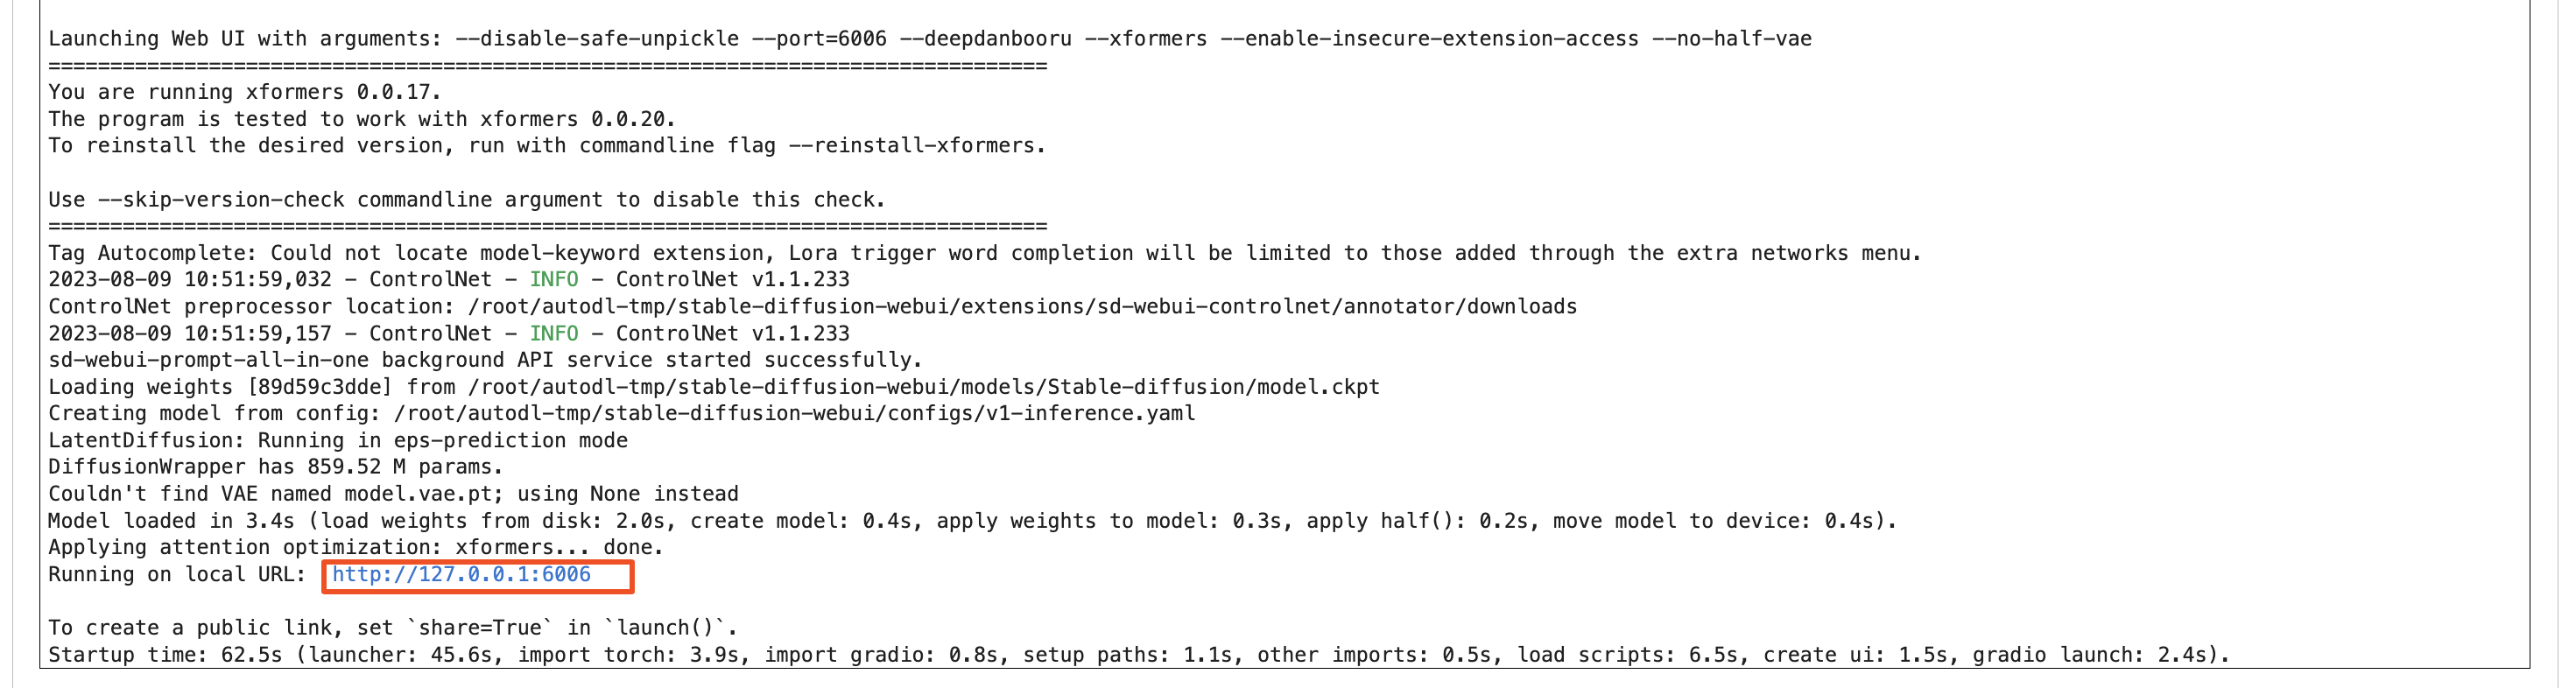 Launching Web UI with arguments: --disable-safe-unpickle --port=6006 --deepdanbooru --xformers --enable-insecure-extension-access --no-half-vae
=================================================================================
You are running xformers 0.0.17.
The program is tested to work with xformers 0.0.20.
To reinstall the desired version, run with commandline flag --reinstall-xformers.
Use --skip-version-check commandline argument to disable this check.
=================================================================================
Tag Autocomplete: Could not locate model-keyword extension, Lora trigger word completion will be limited to those added through the extra networks menu.
2023-08-09 10:51:59,032 - ControlNet - INFO - ControlNet v1.1.233
ControlNet preprocessor location: /root/autodl-tmp/stable-diffusion-webui/extensions/sd-webui-controlnet/annotator/downloads
2023-08-09 10:51:59,157 - ControlNet - INFO - ControlNet v1.1.233
sd-webui-prompt-all-in-one background API service started successfully.
Loading weights [89d59c3dde] from /root/autodl-tmp/stable-diffusion-webui/models/Stable-diffusion/model.ckpt
Creating model from config: /root/autodl-tmp/stable-diffusion-webui/configs/v1-inference.yaml
LatentDiffusion: Running in eps-prediction mode
DiffusionWrapper has 859.52 M params.
Couldn't find VAE named model.vae.pt; using None instead
Model loaded in 3.4s (load weights from disk: 2.0s, create model: 0.4s, apply weights to model: 0.3s, apply half(): 0.2s, move model to device: 0.4s).
Applying attention optimization: xformers... done.
Running on local URL:  http://127.0.0.1:6006
To create a public link, set `share=True` in `launch()`.
Startup time: 62.5s (launcher: 45.6s, import torch: 3.9s, import gradio: 0.8s, setup paths: 1.1s, other imports: 0.5s, load scripts: 6.5s, create ui: 1.5s, gradio launch: 2.4s).